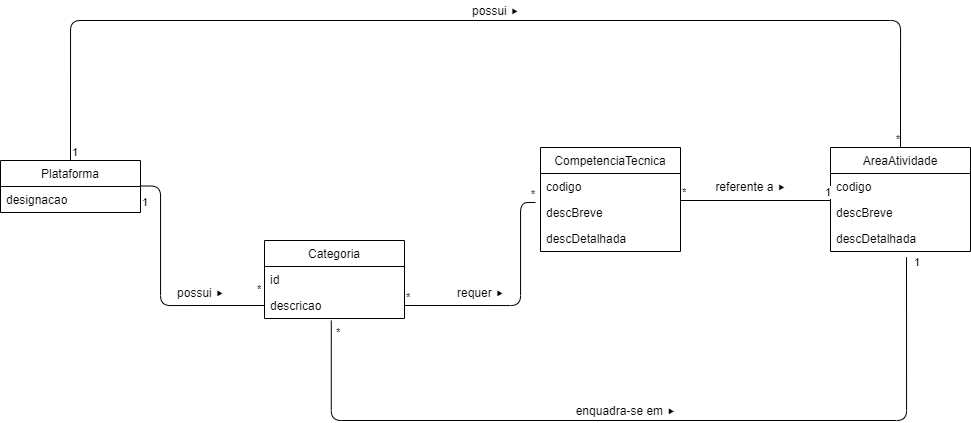 possui ▸
1
*
Plataforma
designacao
1
CompetenciaTecnica
codigo
descBreve
descDetalhada
*
*
referente a ▸
1
AreaAtividade
codigo
descBreve
descDetalhada
1
Categoria
id
descricao
possui ▸
*
*
requer ▸
*
enquadra-se em ▸